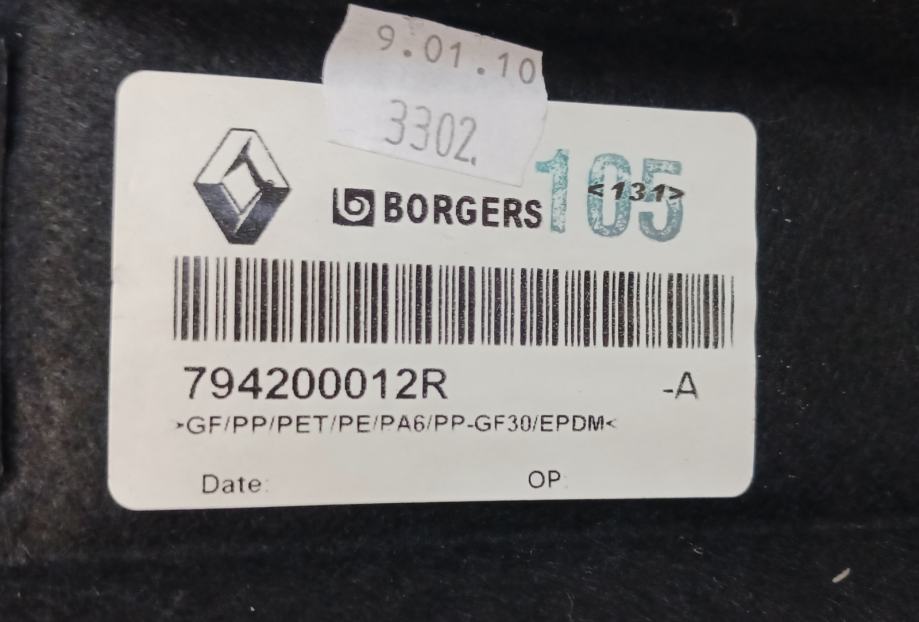 9.01.10
3302.
BORGERS
105
<131>
794200012R -A
>GF/PP/PET/PE/PA6/PP-GF30/EPDM<
Date: OP: